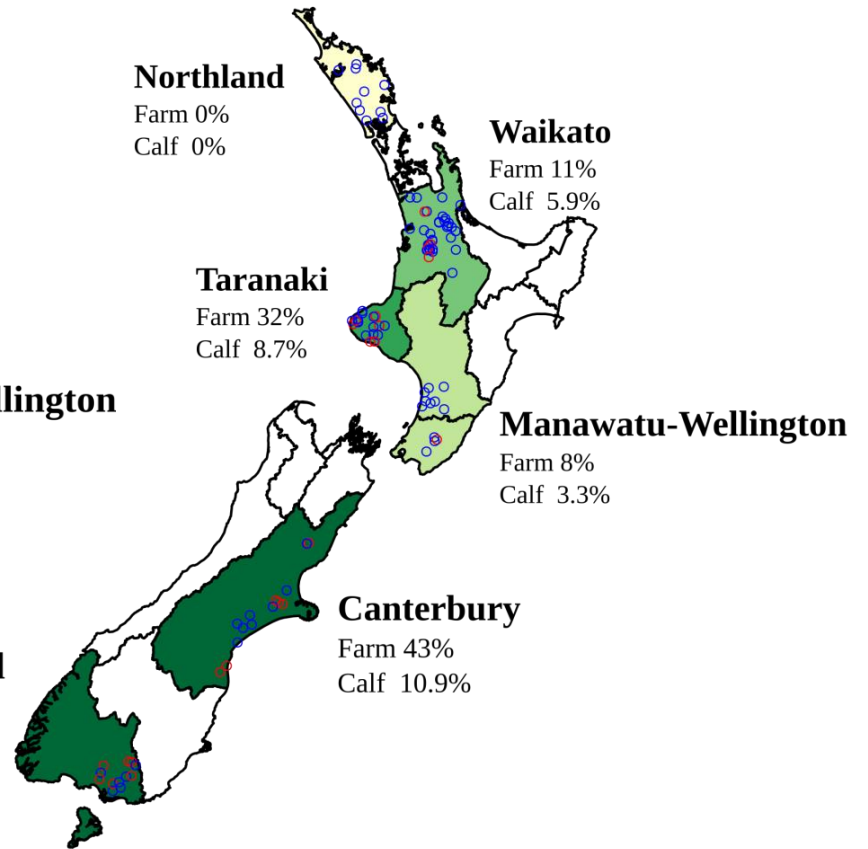 Northland
Farm 0%
Calf 0%
Waikato
Farm 11%
Calf 5.9%
Taranaki
Farm 32%
Calf 8.7%
llington
Manawatu-Wellington
Farm 8%
Calf 3.3%
Canterbury
Farm 43%
Calf 10.9%